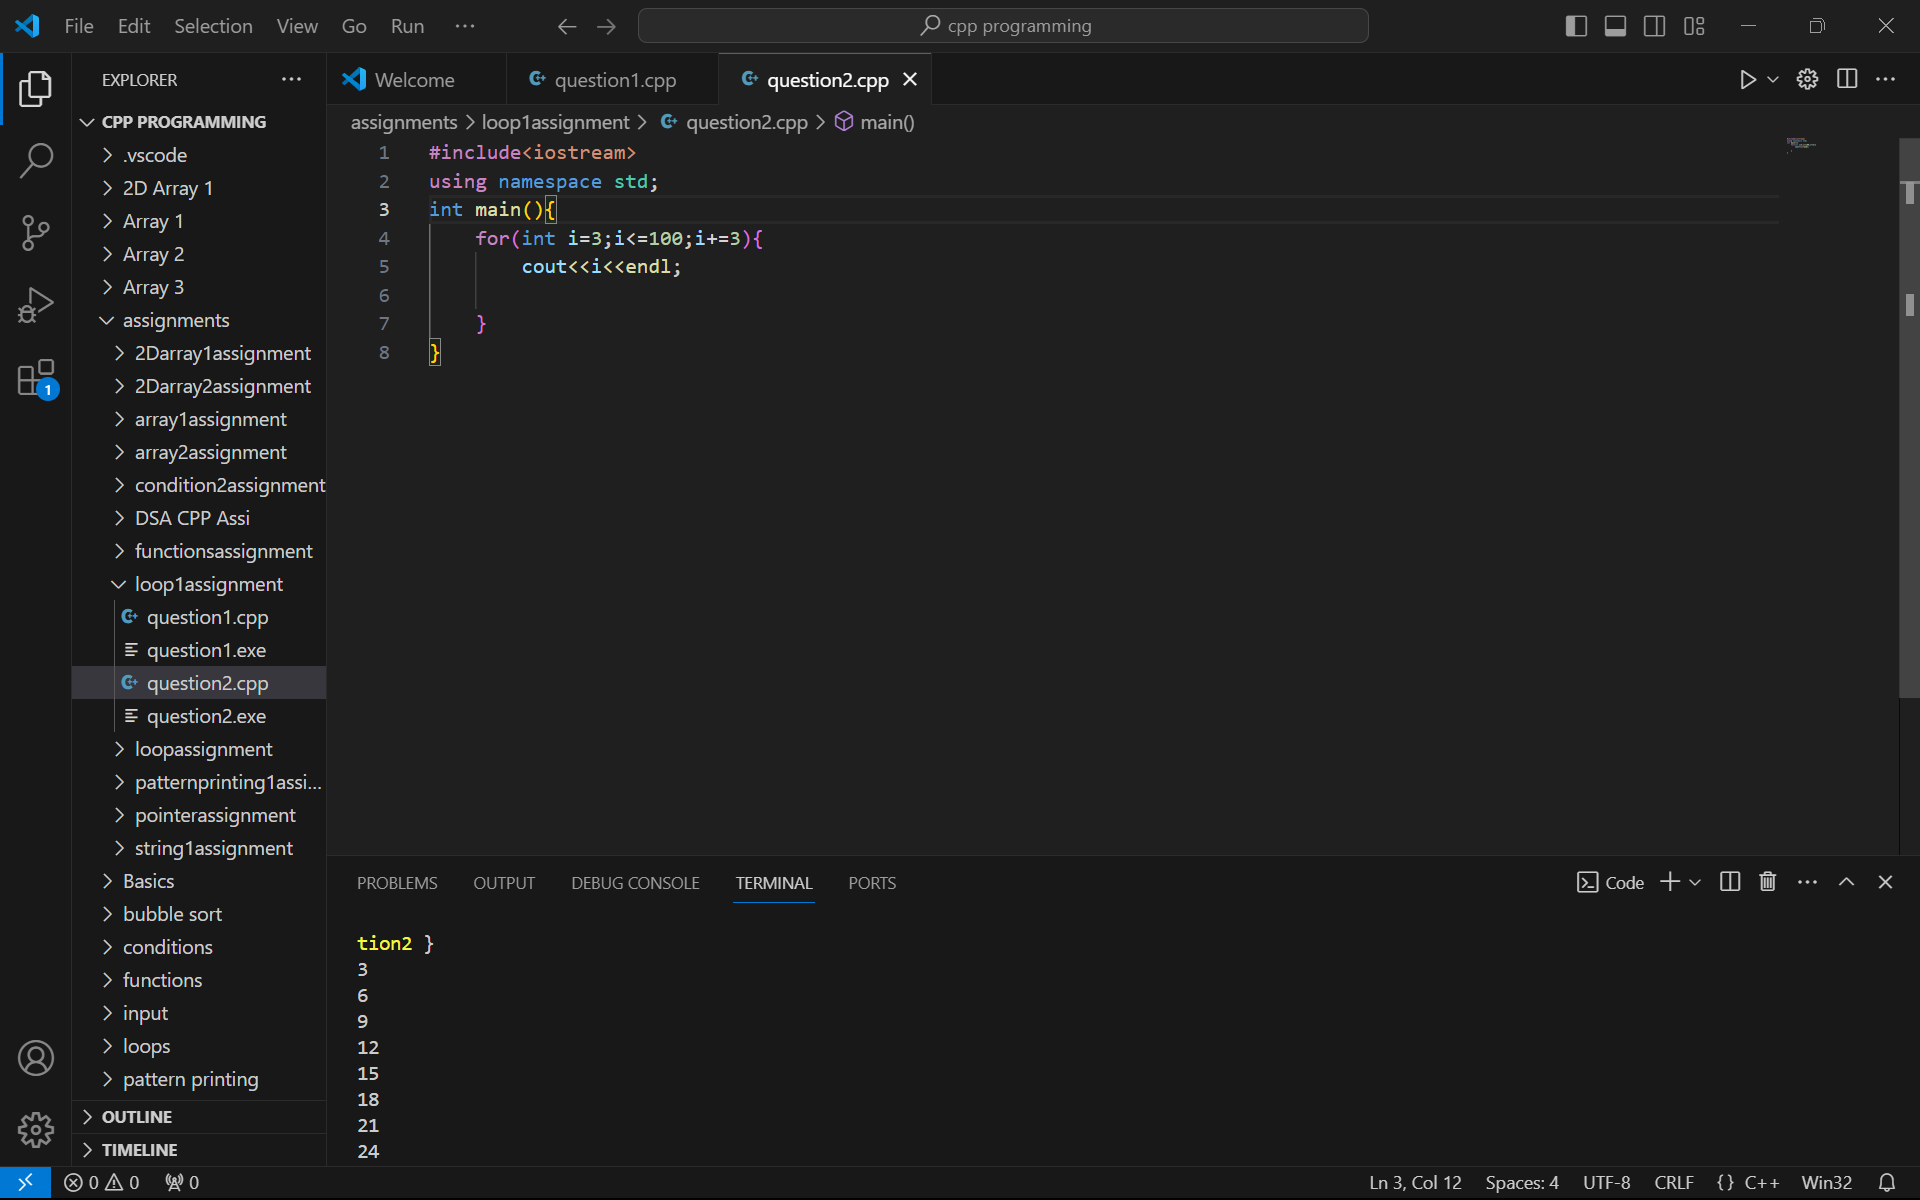 File Edit Selection View Go Run ···
cpp programming
EXPLORER ···
Welcome
question1.cpp
question2.cpp
CPP PROGRAMMING
.vscode
2D Array 1
Array 1
Array 2
Array 3
assignments
2Darray1assignment
2Darray2assignment
array1assignment
array2assignment
condition2assignment
DSA CPP Assi
functionsassignment
loop1assignment
question1.cpp
question1.exe
question2.cpp
question2.exe
loopassignment
patternprinting1assi...
pointerassignment
string1assignment
Basics
bubble sort
conditions
functions
input
loops
pattern printing
OUTLINE
TIMELINE
1
assignments > loop1assignment > question2.cpp > main()
1 #include<iostream>
2 using namespace std;
3 int main(){
4 for(int i=3;i<=100;i+=3){
5 cout<<i<<endl;
6
7 }
8 }
PROBLEMS OUTPUT DEBUG CONSOLE TERMINAL PORTS
Code
tion2 }
3
6
9
12
15
18
21
24
0 0 0
Ln 3, Col 12 Spaces: 4 UTF-8 CRLF {} C++ Win32